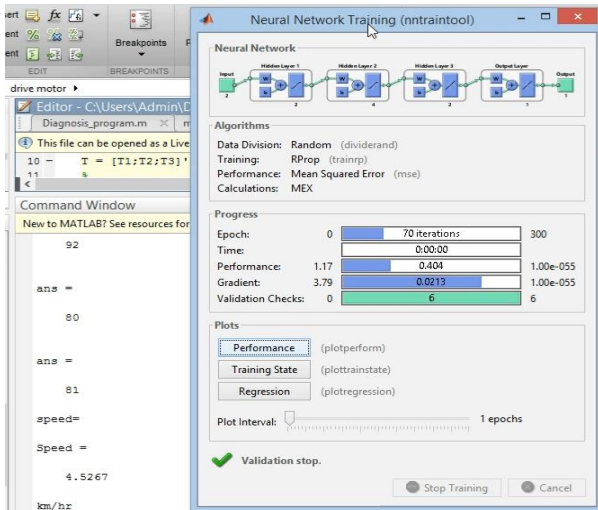 ert fx
ent %
ent
Breakpoints
F
EDIT
BREAKPOINTS
drive motor
Editor - C:\Users\Admin\D
Diagnosis_program.m
m
This file can be opened as a Live
10 - T = [T1;T2;T3]'
11 %
Command Window
New to MATLAB? See resources for
92
ans =
80
ans =
81
speed=
Speed =
4.5267
km/hr
Neural Network Training (nntraintool)
Neural Network
Hidden Layer 1
Hidden Layer 2
Hidden Layer 3
Output Layer
Input
Output
W
b
W
b
W
b
W
b
2
2
4
2
1
1
Algorithms
Data Division: Random (dividerand)
Training: RProp (trainrp)
Performance: Mean Squared Error (mse)
Calculations: MEX
Progress
Epoch: 0 70 iterations 300
Time: 0:00:00
Performance: 1.17 0.404 1.00e-055
Gradient: 3.79 0.0213 1.00e-055
Validation Checks: 0 6 6
Plots
Performance (plotperform)
Training State (plottrainstate)
Regression (plotregression)
Plot Interval: 1 epochs
Validation stop.
Stop Training
Cancel